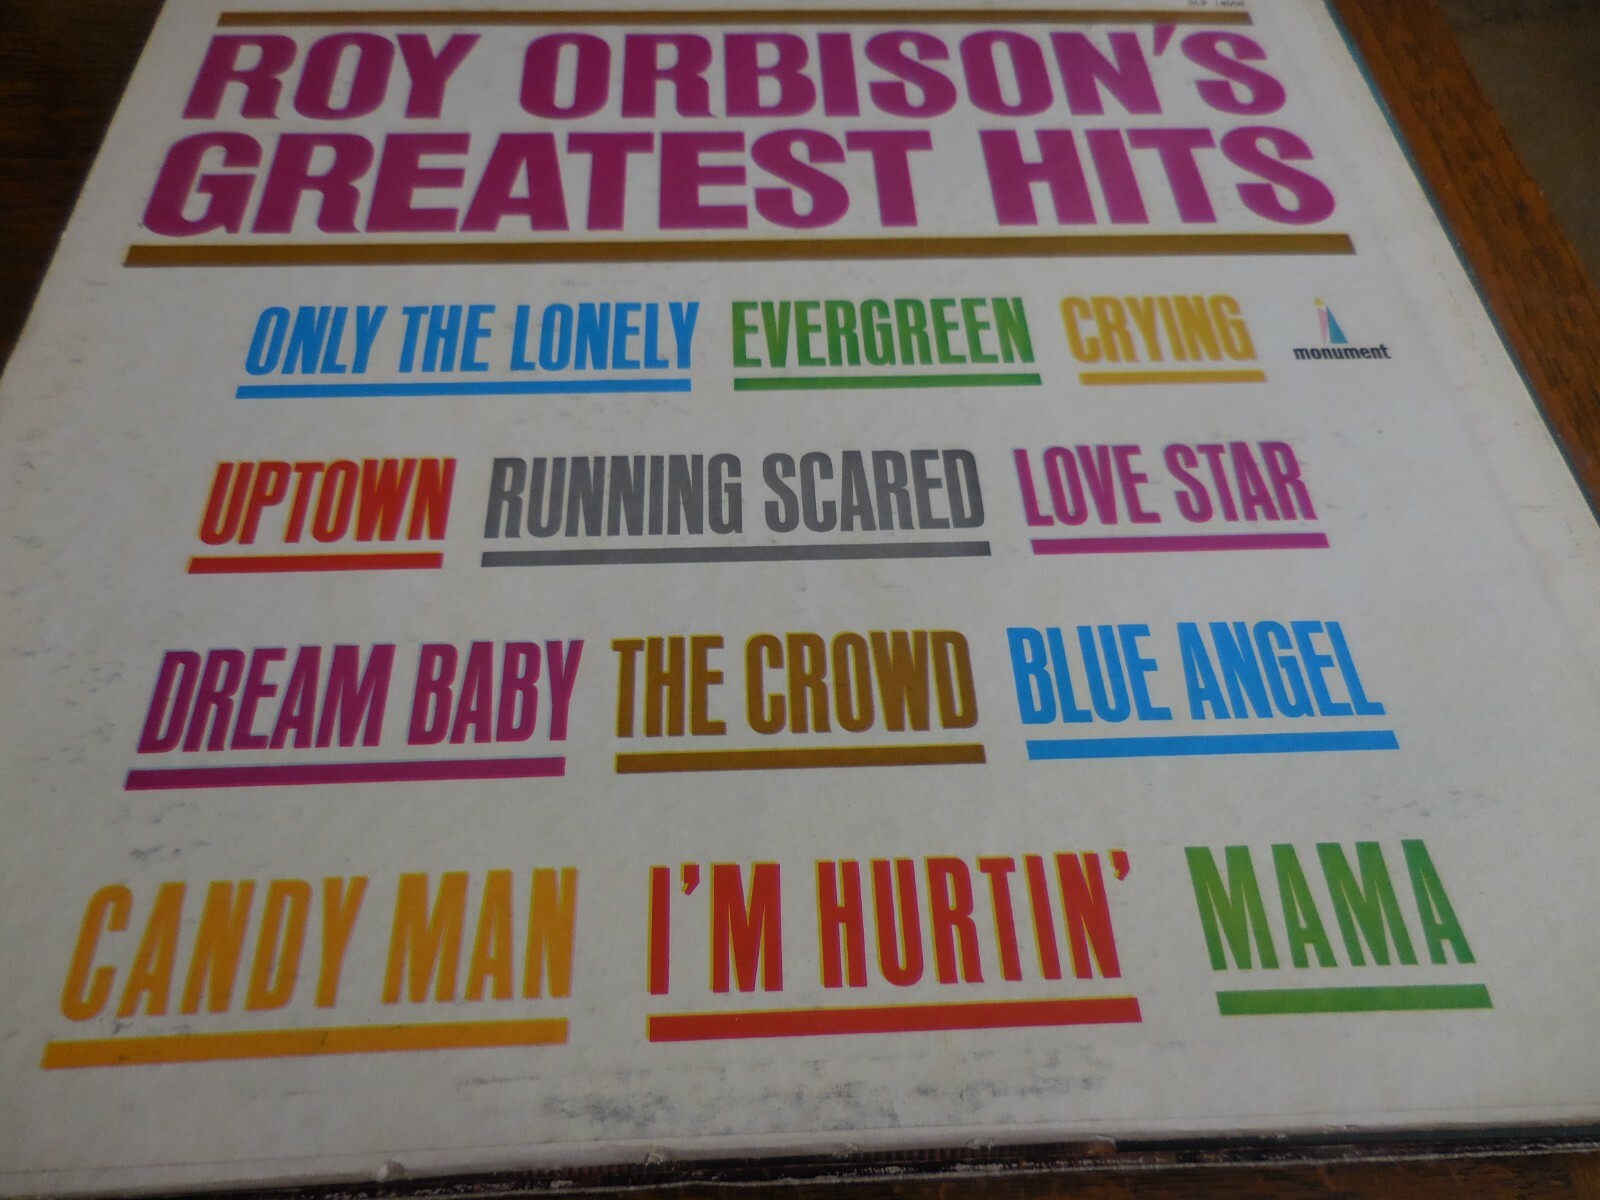 ROY ORBISON'S
GREATEST HITS
ONLY THE LONELY EVERGREEN CRYING
monument
UPTOWN RUNNING SCARED LOVE STAR
DREAM BABY THE CROWD BLUE ANGEL
CANDY MAN I'M HURTIN' MAMA